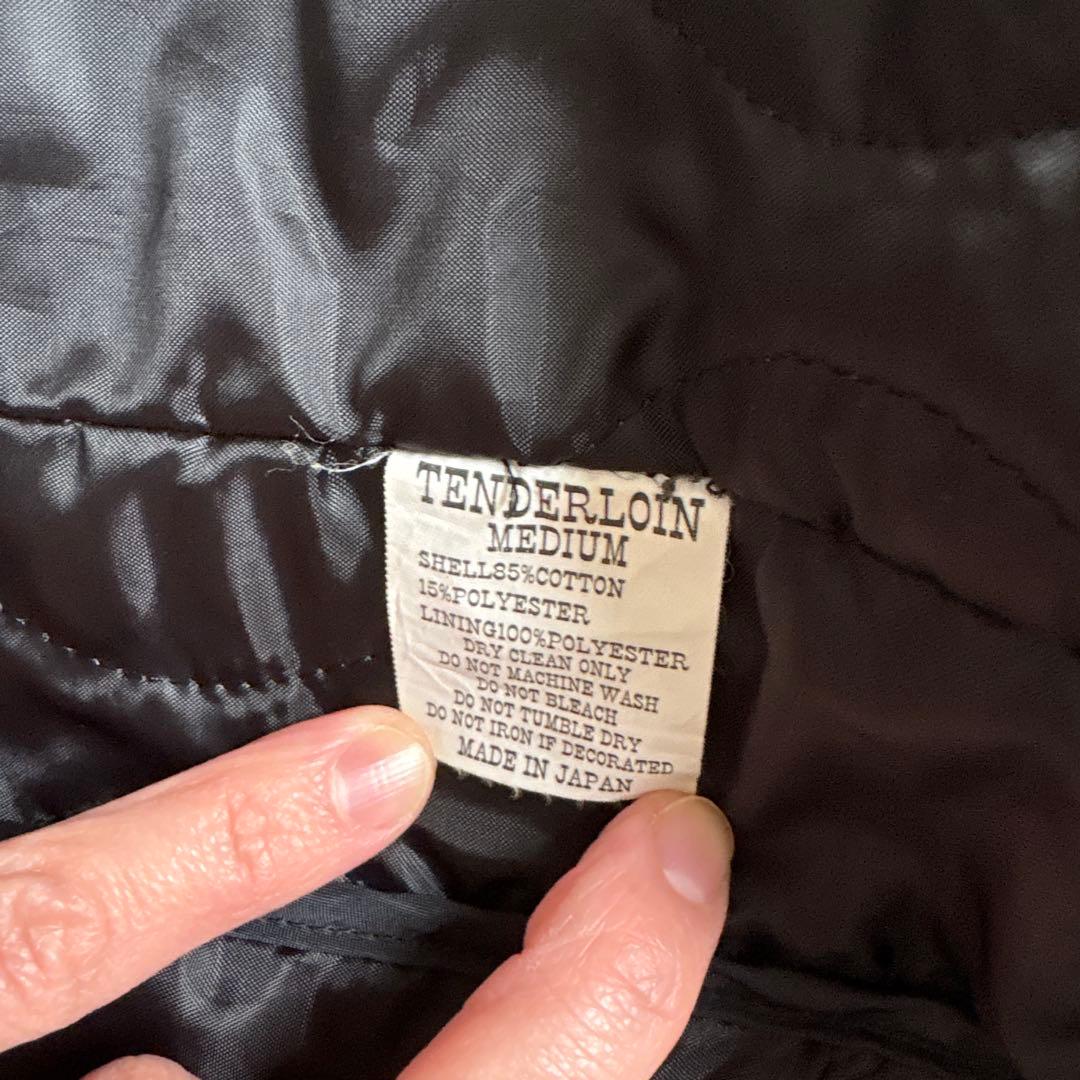 TENDERLOIN
MEDIUM
SHELL85%COTTON
15%POLYESTER
LINING100%POLYESTER
DRY CLEAN ONLY
DO NOT MACHINE WASH
DO NOT BLEACH
DO NOT TUMBLE DRY
DO NOT IRON IF DECORATED
MADE IN JAPAN